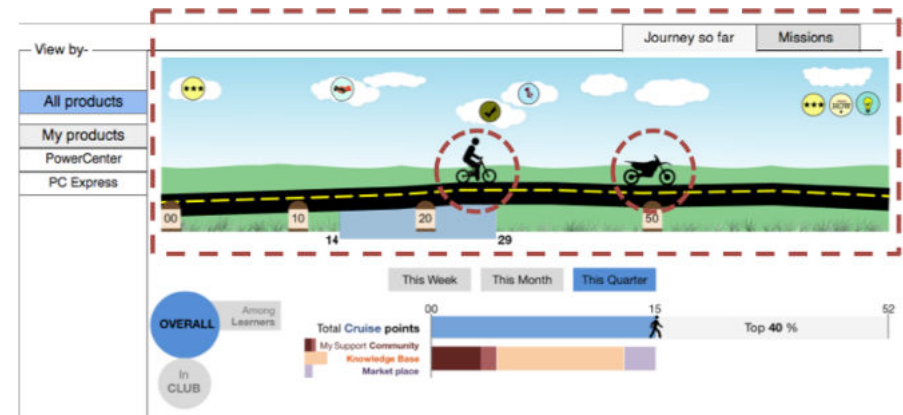 Journey so far
Missions
View by-
All products
My products
PowerCenter
PC Express
HOW
00
10
20
50
14
29
This Week
This Month
This Quarter
OVERALL
Among
Learners
In
CLUB
00
15
52
Total Cruise points
Top 40 %
My Support Community
Knowledge Base
Market place